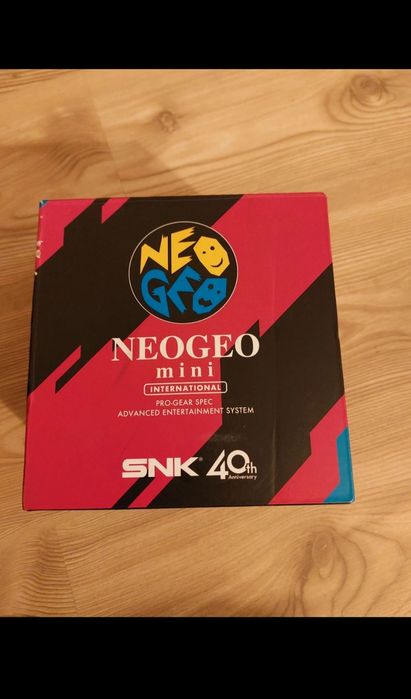 NEO
GEO
NEOGEO
mini
INTERNATIONAL
PRO-GEAR SPEC
ADVANCED ENTERTAINMENT SYSTEM
SNK® 40th
Anniversary